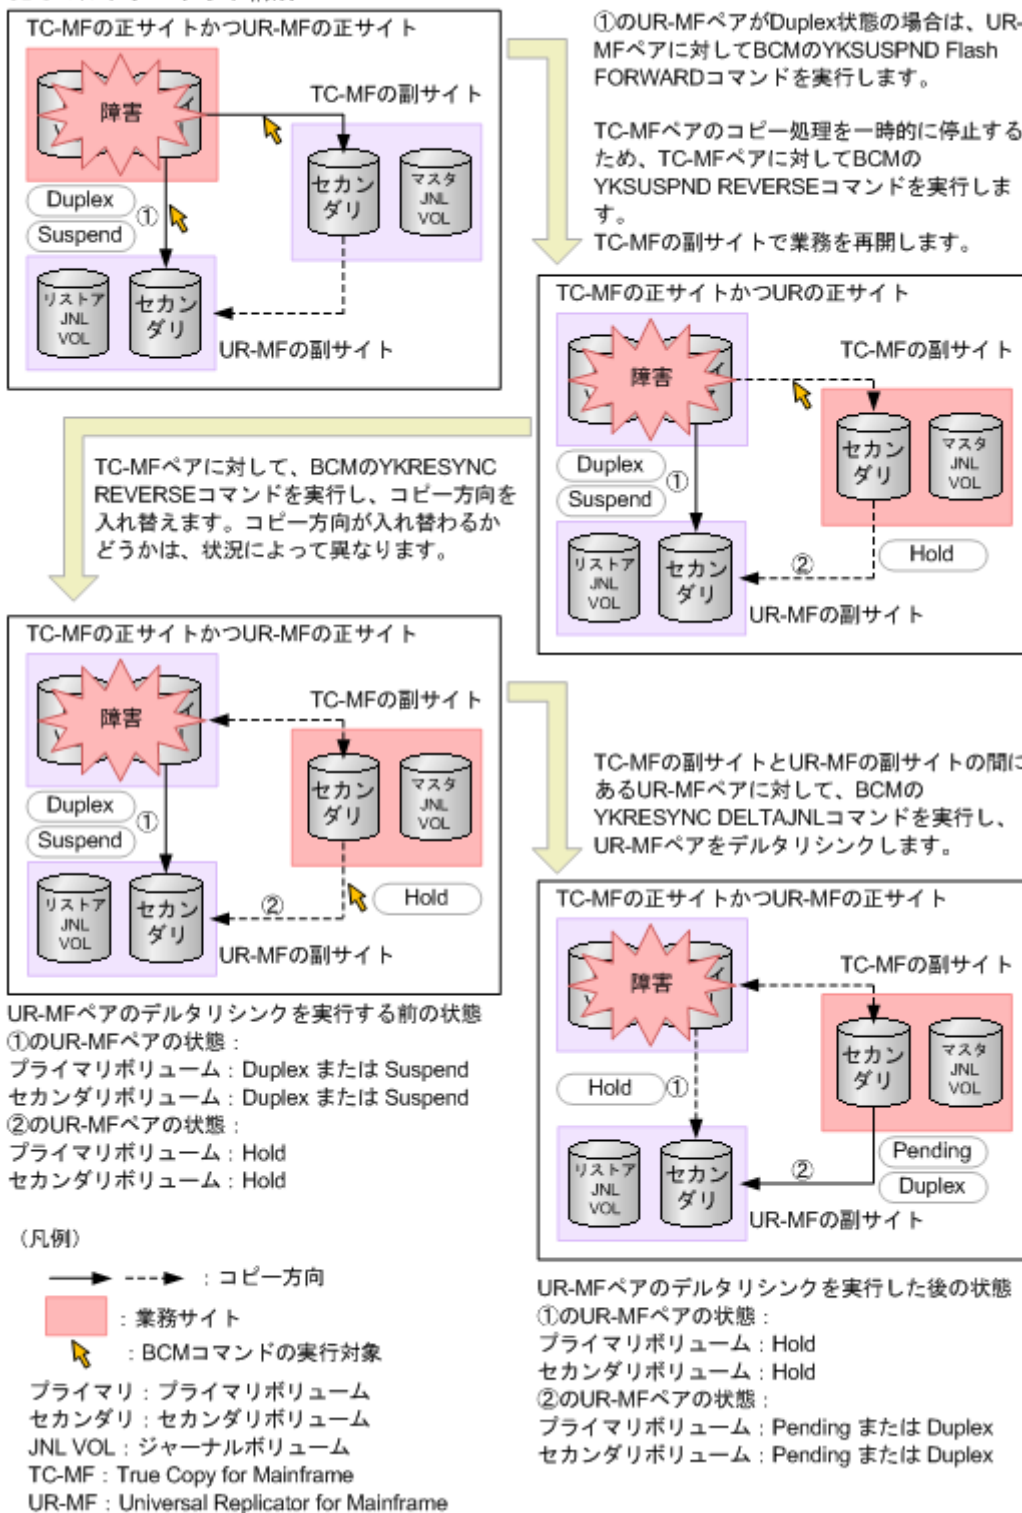 TC-MFの正サイトかつUR-MFの正サイト
障害
TC-MFの副サイト
セカン
ダリ
マスタ
JNL
VOL
Duplex
Suspend
①
リストア
JNL
VOL
セカン
ダリ
UR-MFの副サイト
①のUR-MFペアがDuplex状態の場合は、UR-
MFペアに対してBCMのYKSUSPND Flash
FORWARDコマンドを実行します。
TC-MFペアのコピー処理を一時的に停止する
ため、TC-MFペアに対してBCMの
YKSUSPND REVERSEコマンドを実行しま
す。
TC-MFの副サイトで業務を再開します。
TC-MFの正サイトかつURの正サイト
障害
TC-MFの副サイト
セカン
ダリ
マスタ
JNL
VOL
Duplex
Suspend
①
Hold
②
リストア
JNL
VOL
セカン
ダリ
UR-MFの副サイト
TC-MFペアに対して、BCMのYKRESYNC
REVERSEコマンドを実行し、コピー方向を
入れ替えます。コピー方向が入れ替わるか
どうかは、状況によって異なります。
TC-MFの正サイトかつUR-MFの正サイト
障害
TC-MFの副サイト
セカン
ダリ
マスタ
JNL
VOL
Duplex
Suspend
①
Hold
②
リストア
JNL
VOL
セカン
ダリ
UR-MFの副サイト
UR-MFペアのデルタリシンクを実行する前の状態
①のUR-MFペアの状態：
プライマリボリューム：Duplex または Suspend
セカンダリボリューム：Duplex または Suspend
②のUR-MFペアの状態：
プライマリボリューム：Hold
セカンダリボリューム：Hold
TC-MFの副サイトとUR-MFの副サイトの間に
あるUR-MFペアに対して、BCMの
YKRESYNC DELTAJNLコマンドを実行し、
UR-MFペアをデルタリシンクします。
TC-MFの正サイトかつUR-MFの正サイト
障害
TC-MFの副サイト
セカン
ダリ
マスタ
JNL
VOL
Hold
①
Pending
Duplex
②
リストア
JNL
VOL
セカン
ダリ
UR-MFの副サイト
UR-MFペアのデルタリシンクを実行した後の状態
①のUR-MFペアの状態：
プライマリボリューム：Hold
セカンダリボリューム：Hold
②のUR-MFペアの状態：
プライマリボリューム：Pending または Duplex
セカンダリボリューム：Pending または Duplex
（凡例）
：コピー方向
：業務サイト
：BCMコマンドの実行対象
プライマリ：プライマリボリューム
セカンダリ：セカンダリボリューム
JNL VOL：ジャーナルボリューム
TC-MF：True Copy for Mainframe
UR-MF：Universal Replicator for Mainframe